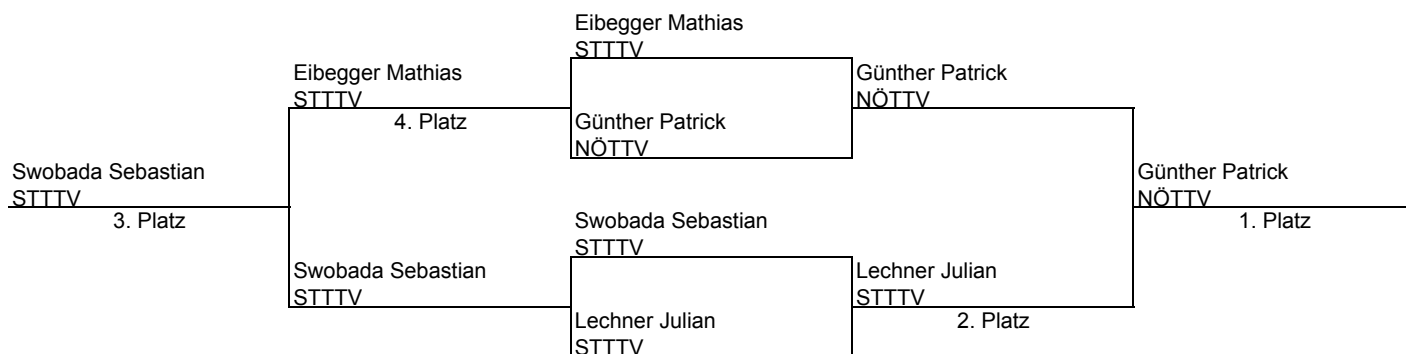 Eibegger Mathias
STTTV
Eibegger Mathias
STTTV
4. Platz
Günther Patrick
NÖTTV
Günther Patrick
NÖTTV
Swobada Sebastian
STTTV
3. Platz
Günther Patrick
NÖTTV
1. Platz
Swobada Sebastian
STTTV
Swobada Sebastian
STTTV
Lechner Julian
STTTV
2. Platz
Lechner Julian
STTTV